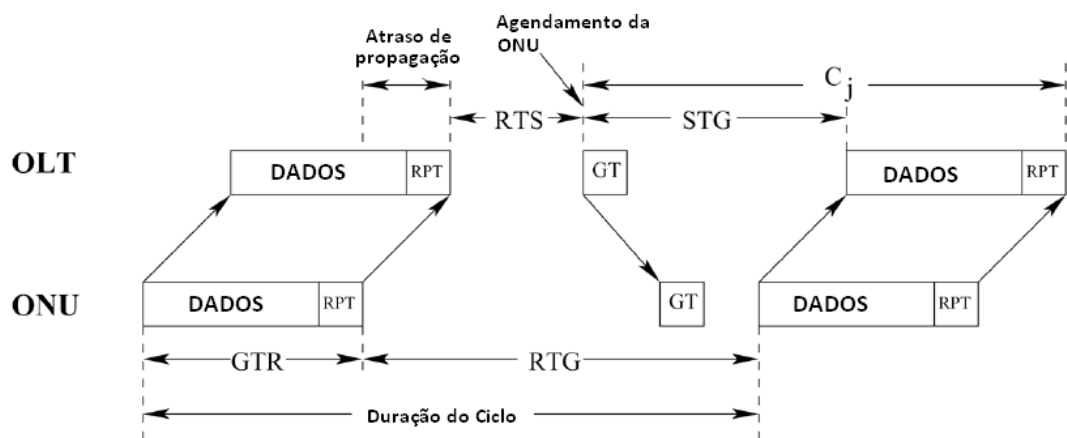 Atraso de
propagação
Agendamento da
ONU
C j
RTS
STG
OLT
DADOS
RPT
GT
DADOS
RPT
ONU
DADOS
RPT
GT
DADOS
RPT
GTR
RTG
Duração do Ciclo